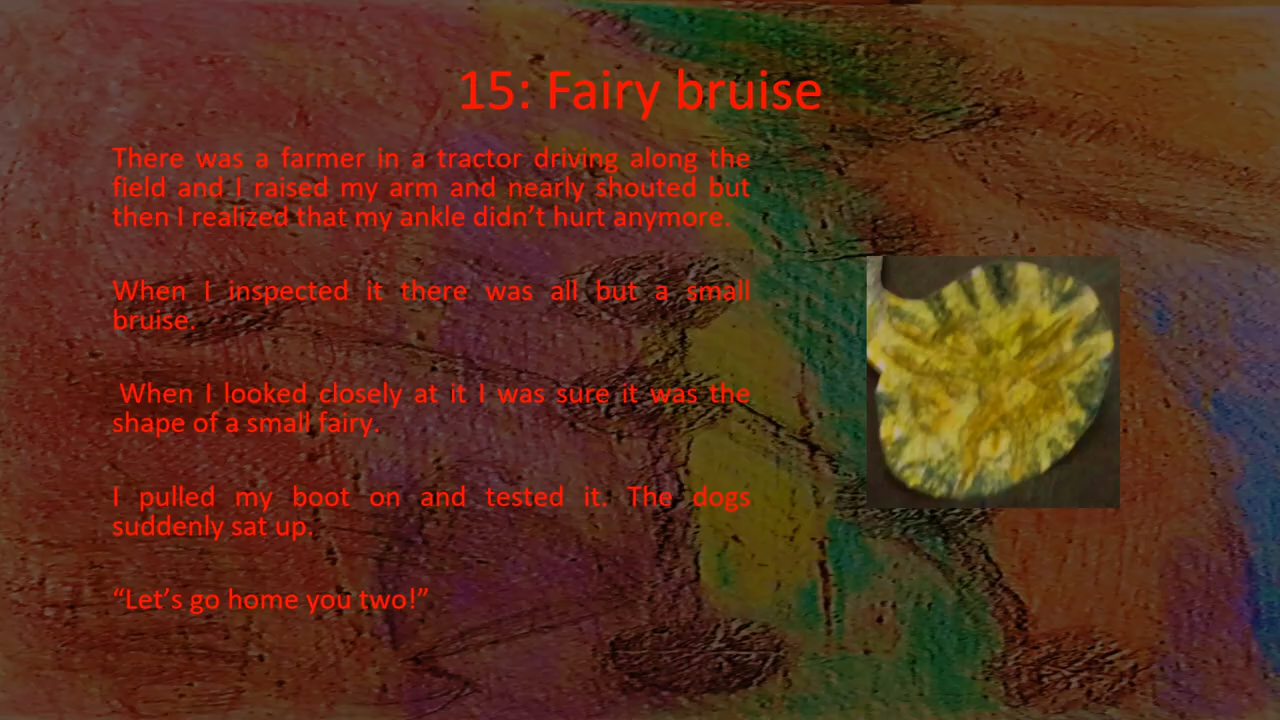 15: Fairy bruise
There was a farmer in a tractor driving along the
field and I raised my arm and nearly shouted but
then I realized that my ankle didn’t hurt anymore.
When I inspected it there was all but a small
bruise.
When I looked closely at it I was sure it was the
shape of a small fairy.
I pulled my boot on and tested it. The dogs
suddenly sat up.
“Let’s go home you two!”